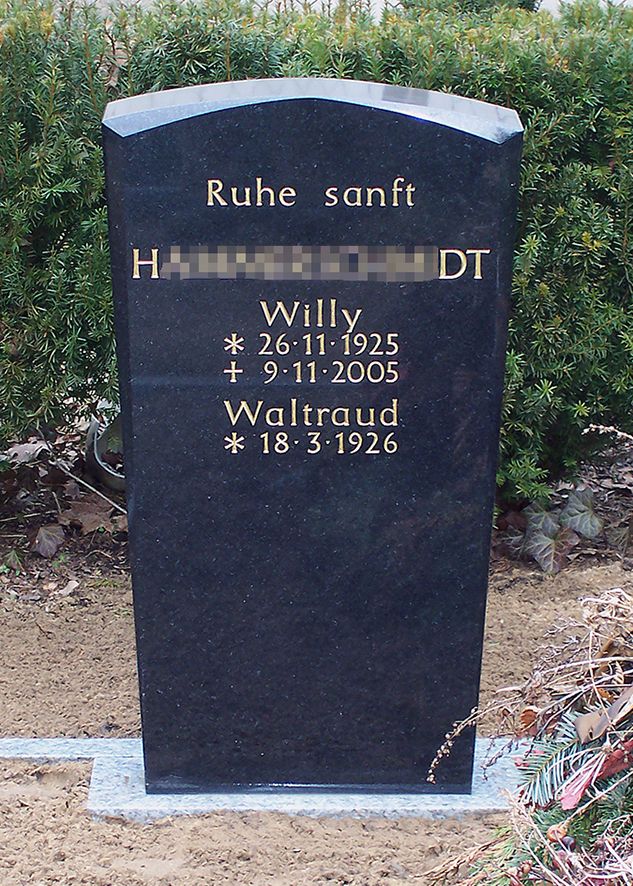 Ruhe sanft
Willy
* 26·11·1925
† 9·11·2005
Waltraud
* 18·3·1926